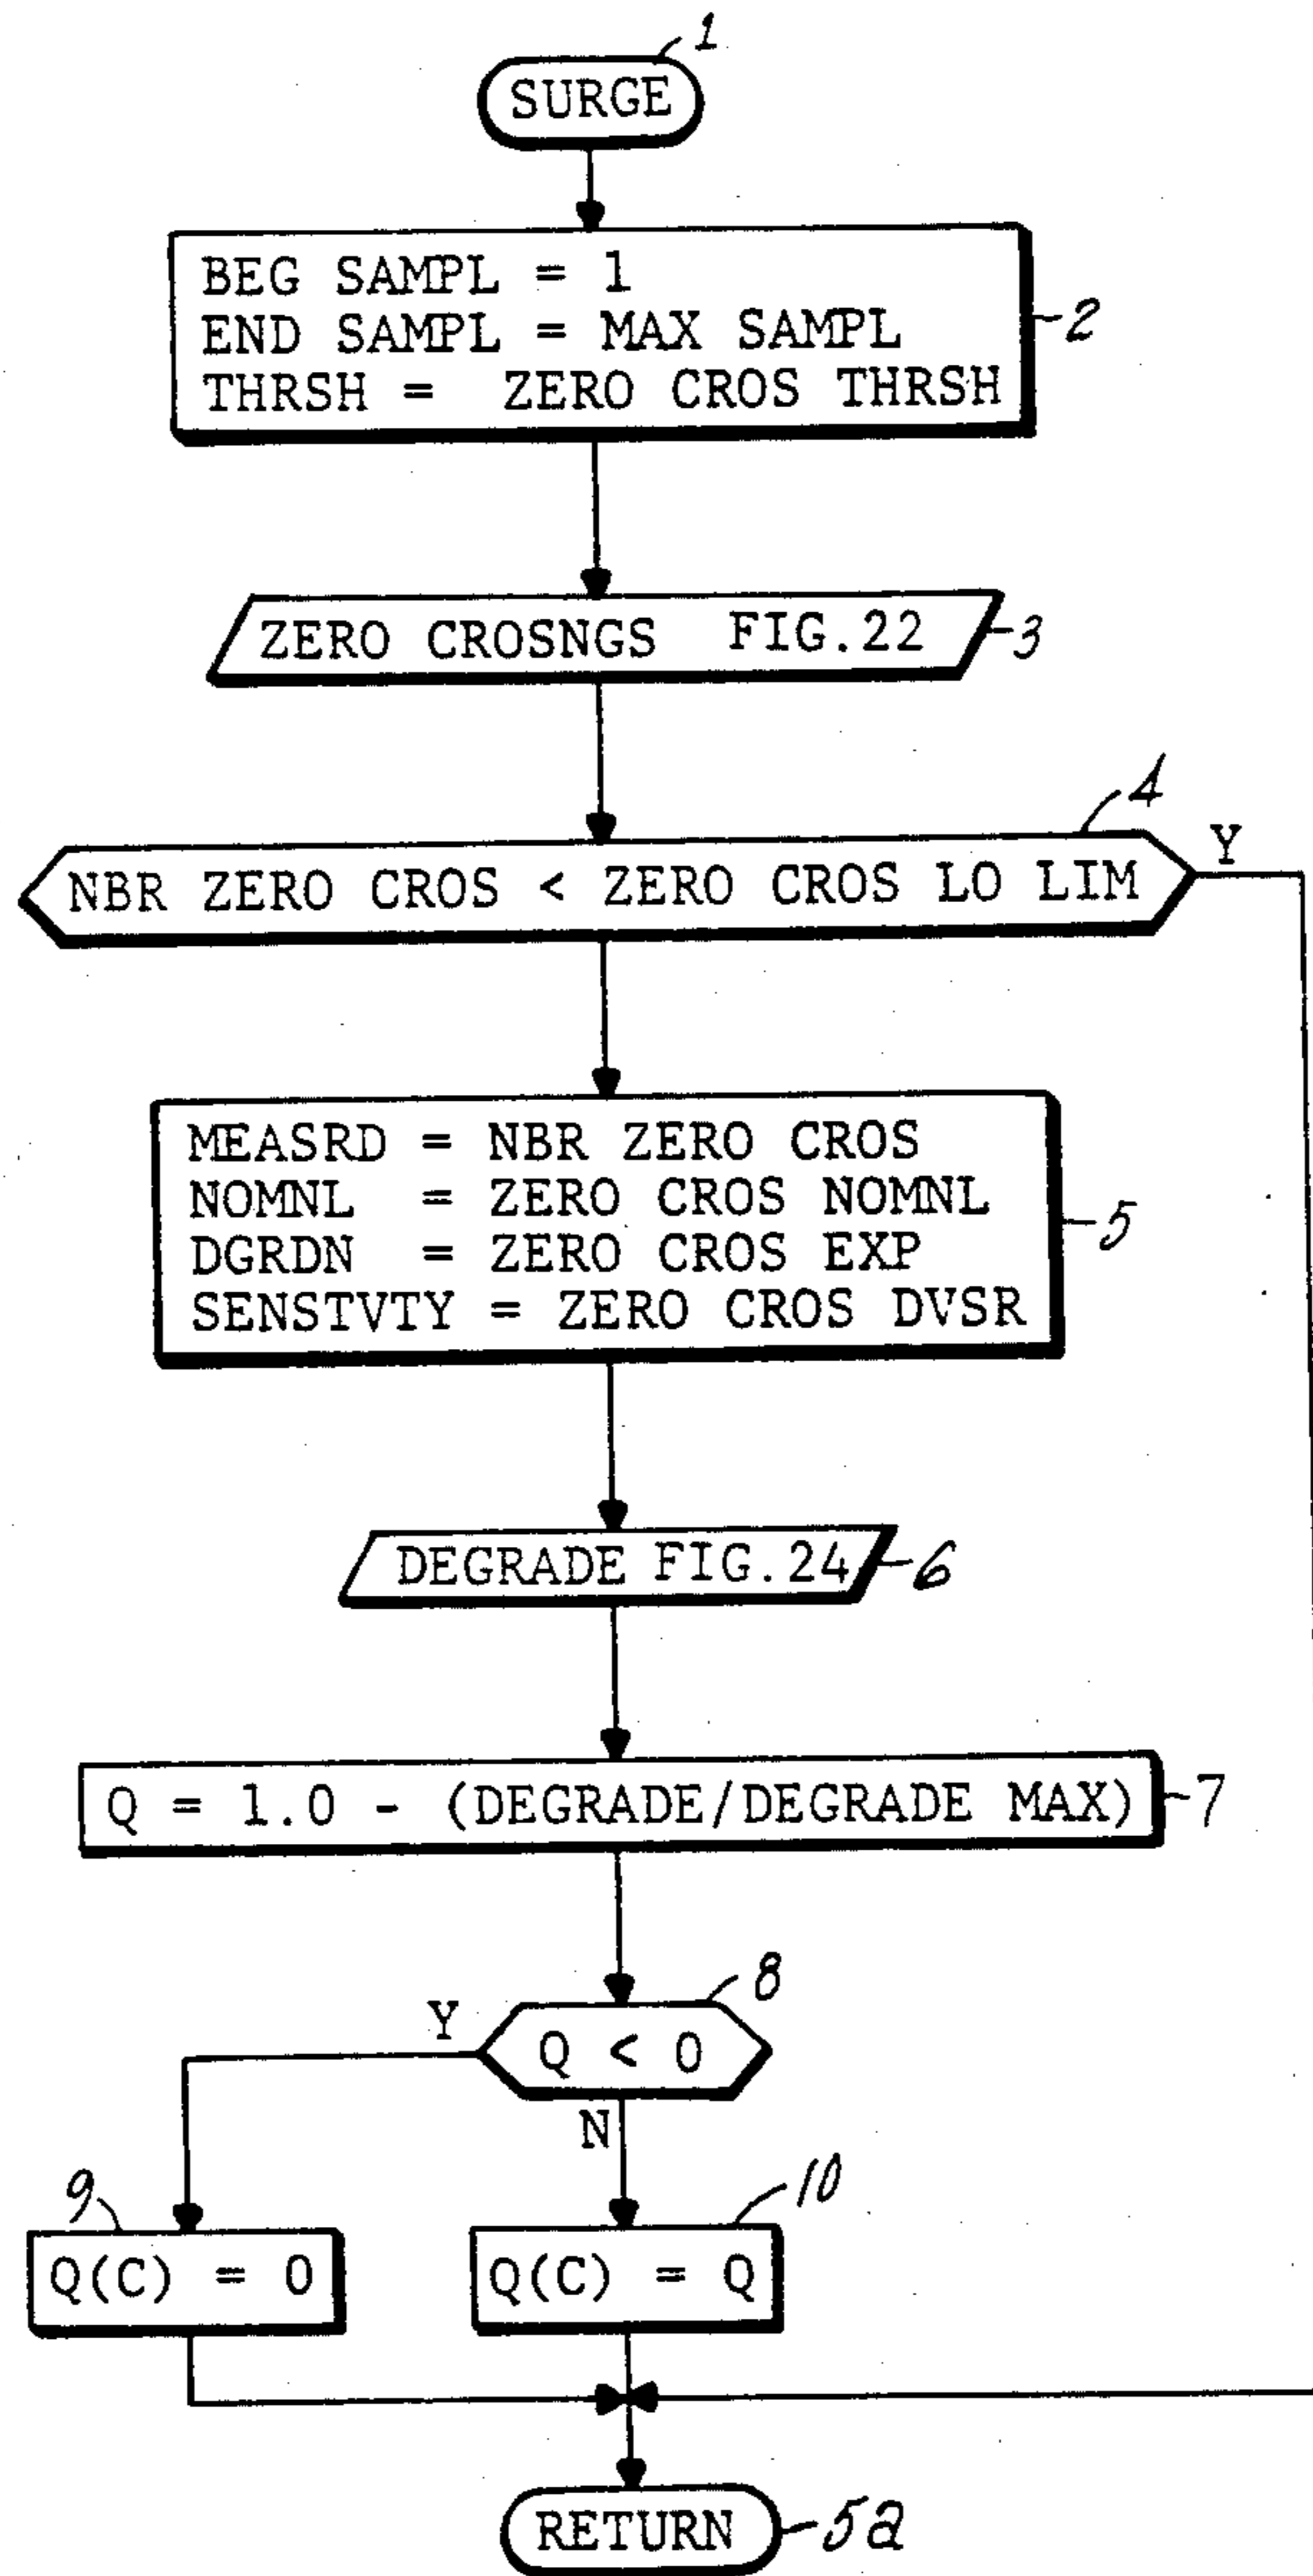 1
SURGE
BEG SAMPL = 1
END SAMPL = MAX SAMPL
THRSH = ZERO CROS THRSH
2
ZERO CROSNGS FIG.22
3
4
NBR ZERO CROS < ZERO CROS LO LIM
Y
MEASRD = NBR ZERO CROS
NOMNL = ZERO CROS NOMNL
DGRDN = ZERO CROS EXP
SENSTVTY = ZERO CROS DVSR
5
DEGRADE FIG.24
6
Q = 1.0 - (DEGRADE/DEGRADE MAX)
7
8
Y
Q < 0
N
9
10
Q(C) = 0
Q(C) = Q
RETURN
5a